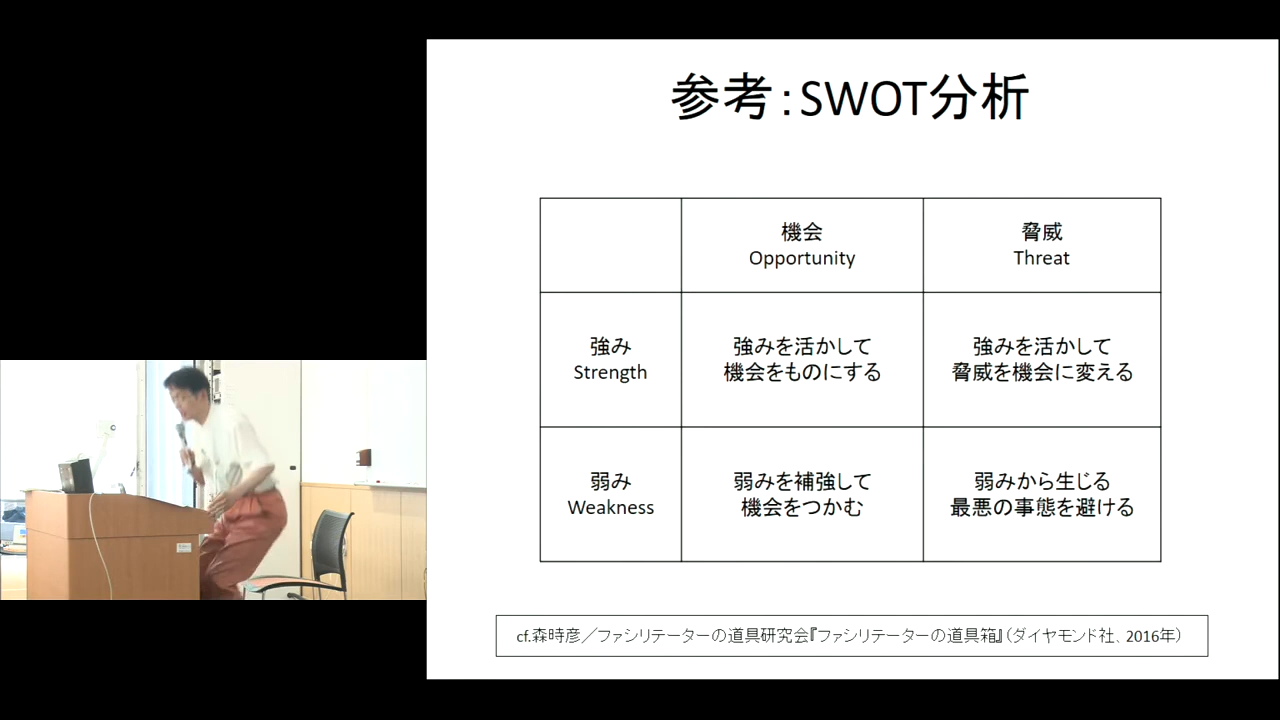 参考：SWOT分析
機会
Opportunity
脅威
Threat
強み
Strength
強みを活かして
機会をものにする
強みを活かして
脅威を機会に変える
弱み
Weakness
弱みを補強して
機会をつかむ
弱みから生じる
最悪の事態を避ける
cf.森時彦／ファシリテーターの道具研究会『ファシリテーターの道具箱』（ダイヤモンド社、2016年）